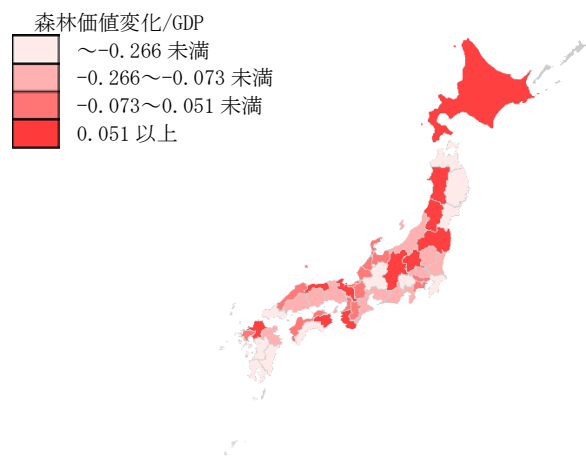 森林価値変化/GDP
～-0.266 未満
-0.266～-0.073 未満
-0.073～0.051 未満
0.051 以上